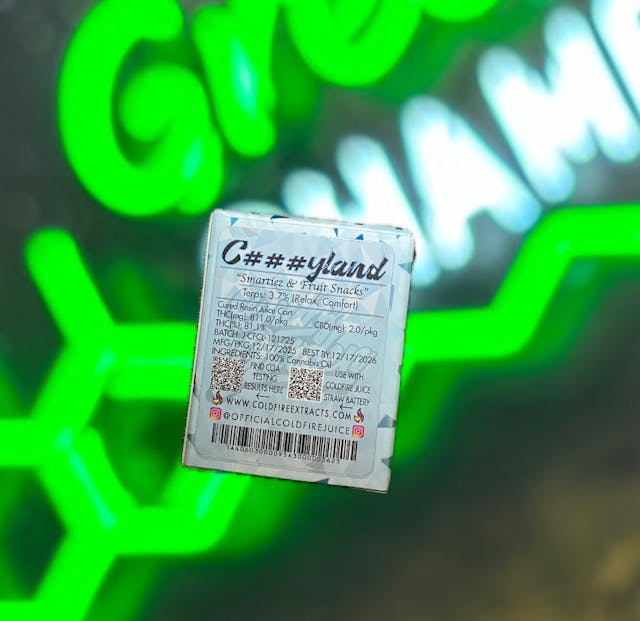 Gre
HAM
C###yland
"Smartiez & Fruit Snacks"
Terps: 3.7% (Relax, Comfort)
Cured Resin Juice Cart
THC(mg): 811.0/pkg CBD(mg): 2.0/pkg
THC(%): 81.1%
BATCH: J-CFCL-121725
MFG/PKG:12/17/2025 BEST BY:12/17/2026
INGREDIENTS: 100% Cannabis Oil
FIND COA
TESTING
RESULTS HERE
USE WITH
COLDFIRE JUICE
STRAW BATTERY
WWW.COLDFIREEXTRACTS.COM
@OFFICIALCOLDFIREJUICE